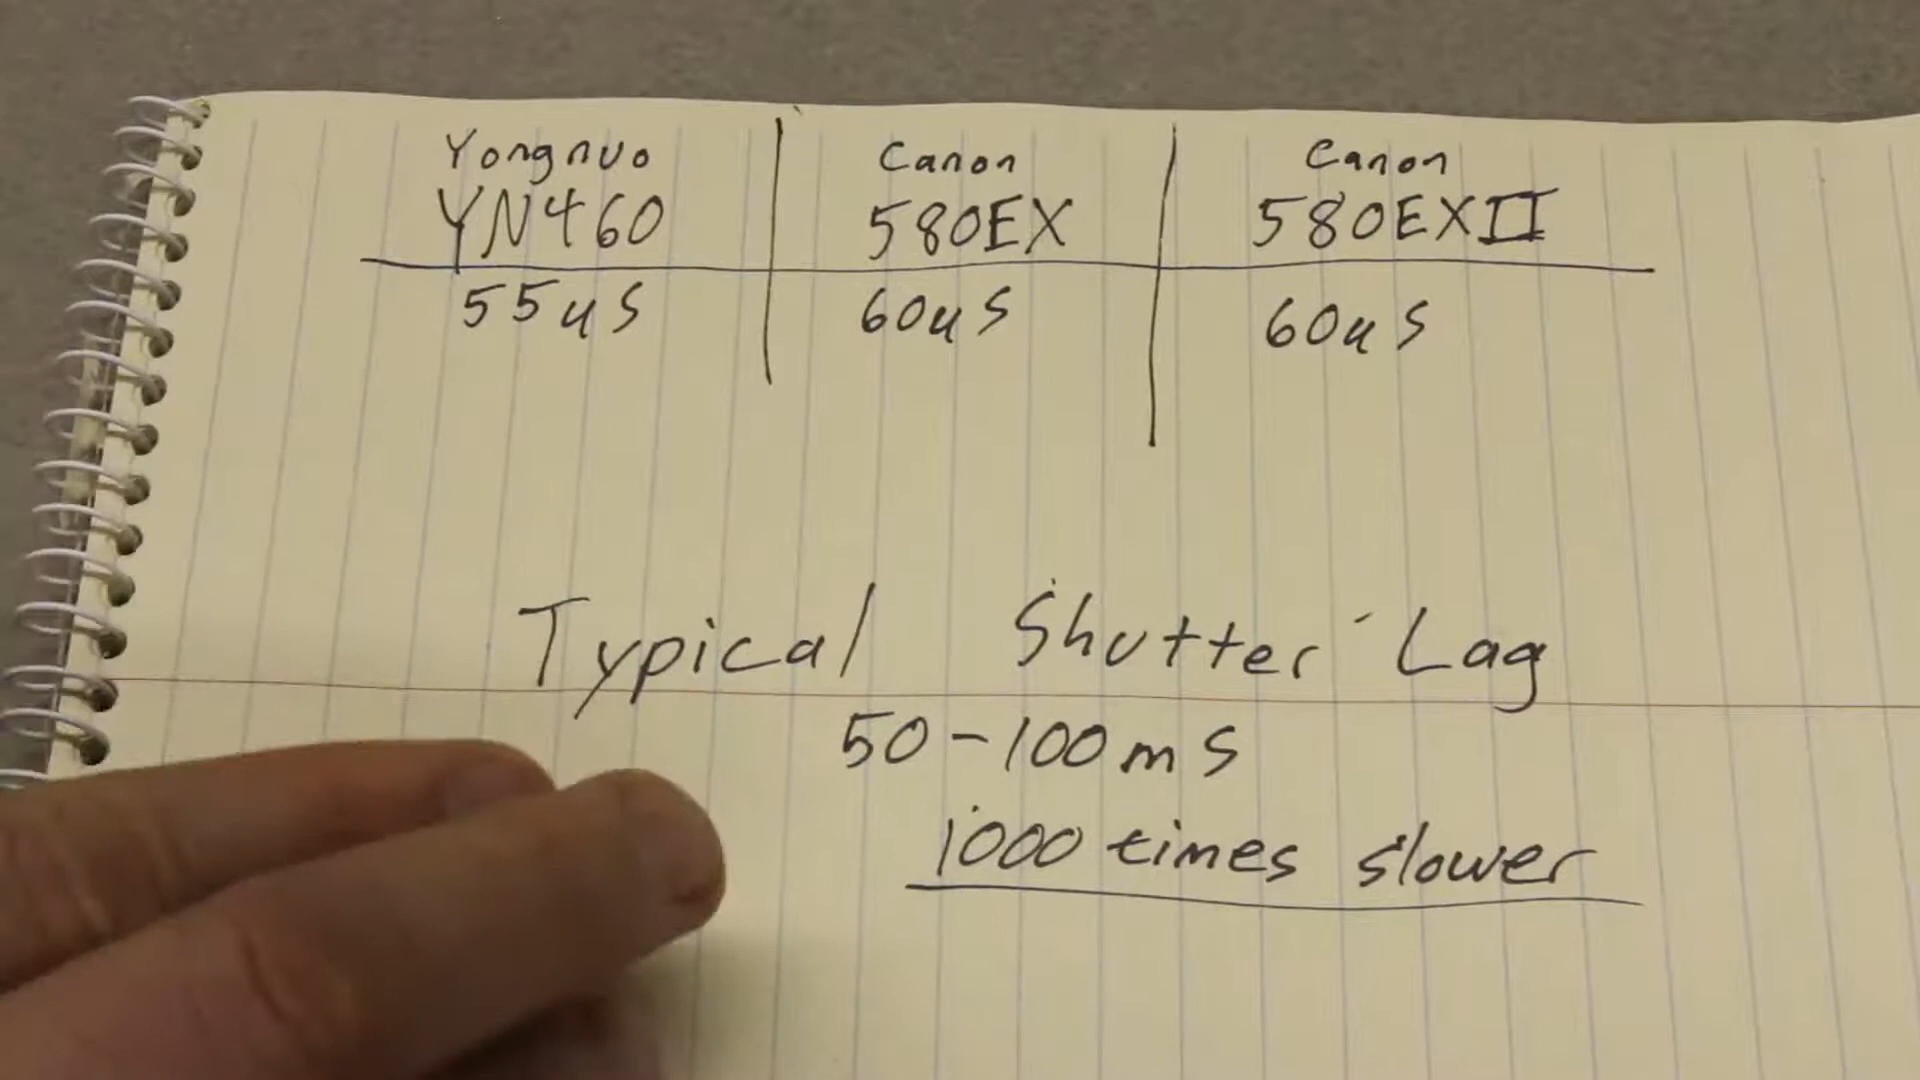 Yongnuo Canon Canon
YN460 580EX 580EXII
55us 60us 60us
Typical Shutter Lag
50-100ms
1000 times slower